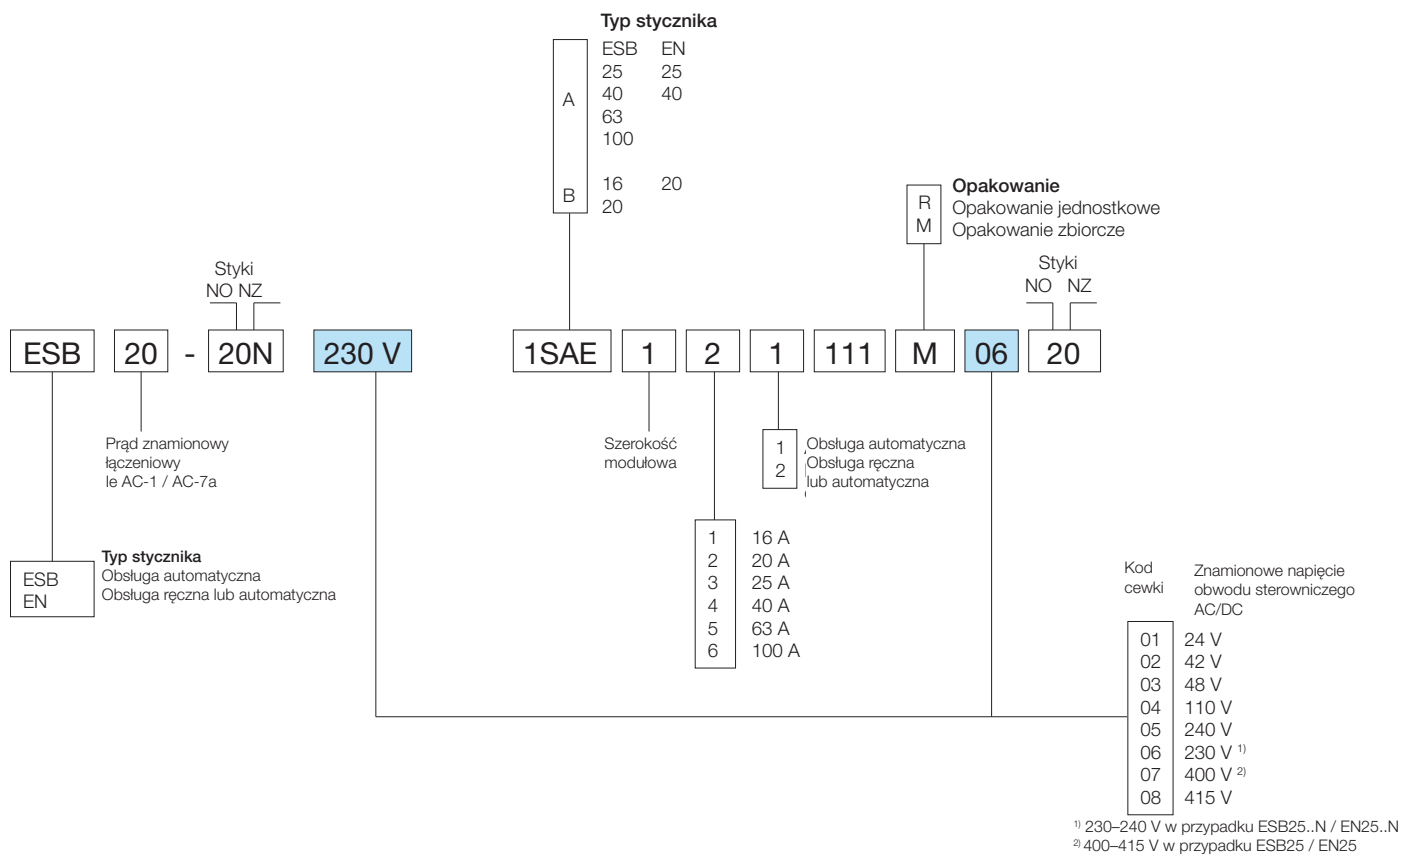 Typ stycznika
ESB EN
25 25
A 40 40
63
100
B 16 20
20
R
M
Opakowanie
Opakowanie jednostkowe
Opakowanie zbiorcze
Styki
NO NZ
Styki
NO NZ
ESB 20 - 20N 230 V 1SAE 1 2 1 111 M 06 20
Prąd znamionowy
łączeniowy
Ie AC-1 / AC-7a
Szerokość
modułowa
1 Obsługa automatyczna
2 Obsługa ręczna
lub automatyczna
1 16 A
2 20 A
3 25 A
4 40 A
5 63 A
6 100 A
Typ stycznika
ESB Obsługa automatyczna
EN Obsługa ręczna lub automatyczna
Kod
cewki
Znamionowe napięcie
obwodu sterowniczego
AC/DC
01 24 V
02 42 V
03 48 V
04 110 V
05 240 V
06 230 V 1)
07 400 V 2)
08 415 V
1) 230–240 V w przypadku ESB25..N / EN25..N
2) 400–415 V w przypadku ESB25 / EN25